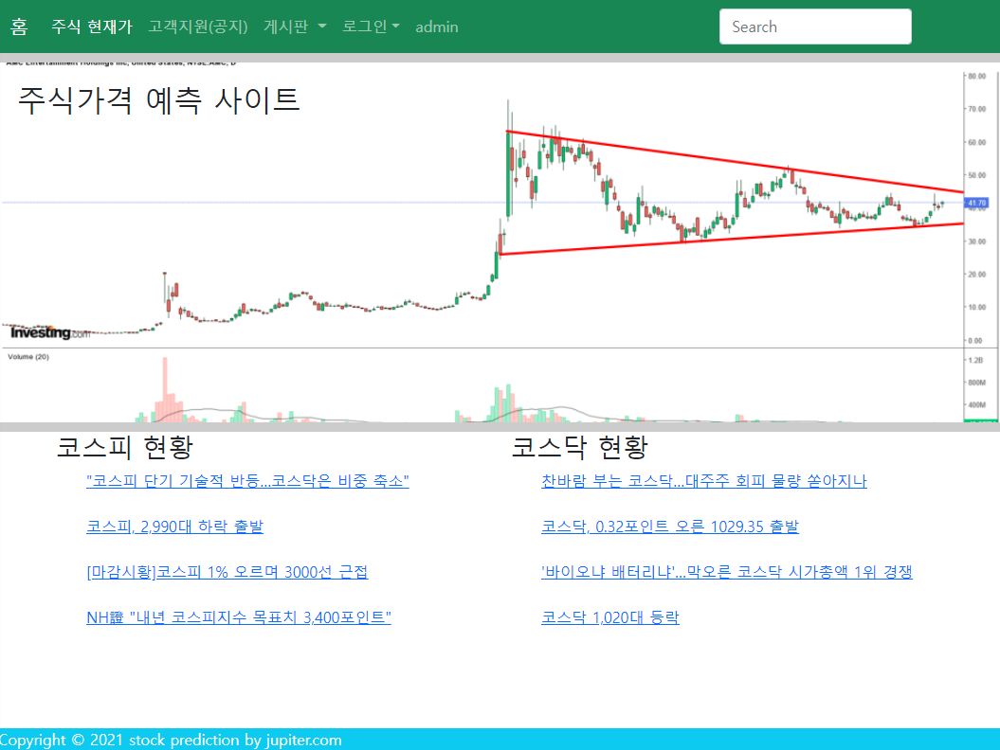 홈 주식 현재가 고객지원(공지) 게시판 로그인 admin Search
AMC Entertainment Holdings Inc, United States, NYSE:AMC, D
주식가격 예측 사이트
80.00
70.00
60.00
50.00
41.70
40.00
30.00
20.00
10.00
0.00
Investing.com
Volume (20)
1.2B
800M
400M
코스피 현황
"코스피 단기 기술적 반등...코스닥은 비중 축소"
코스피, 2,990대 하락 출발
[마감시황]코스피 1% 오르며 3000선 근접
NH證 "내년 코스피지수 목표치 3,400포인트"
코스닥 현황
찬바람 부는 코스닥...대주주 회피 물량 쏟아지나
코스닥, 0.32포인트 오른 1029.35 출발
'바이오냐 배터리냐'...막오른 코스닥 시가총액 1위 경쟁
코스닥 1,020대 등락
Copyright © 2021 stock prediction by jupiter.com